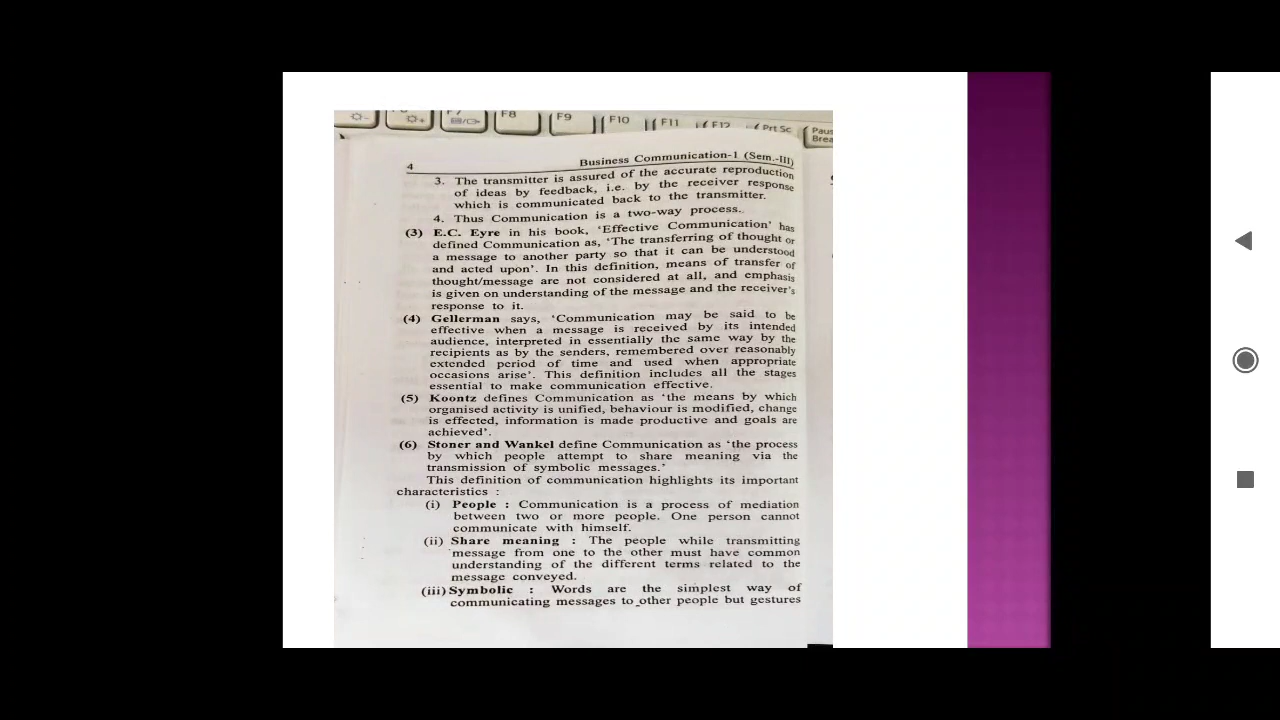 F7
F8
F9
F10
F11
F12
Prt Sc
4
Business Communication-1 (Sem.-III)
3. The transmitter is assured of the accurate reproduction
of ideas by feedback, i.e. by the receiver response
which is communicated back to the transmitter.
4. Thus Communication is a two-way process.
(3) E.C. Eyre in his book, ‘Effective Communication’ has
defined Communication as, ‘The transferring of thought or
a message to another party so that it can be understood
and acted upon’. In this definition, means of transfer of
thought/message are not considered at all, and emphasis
is given on understanding of the message and the receiver’s
response to it.
(4) Gellerman says, ‘Communication may be said to be
effective when a message is received by its intended
audience, interpreted in essentially the same way by the
recipients as by the senders, remembered over reasonably
extended period of time and used when appropriate
occasions arise’. This definition includes all the stages
essential to make communication effective.
(5) Koontz defines Communication as ‘the means by which
organised activity is unified, behaviour is modified, change
is effected, information is made productive and goals are
achieved’.
(6) Stoner and Wankel define Communication as ‘the process
by which people attempt to share meaning via the
transmission of symbolic messages.’
This definition of communication highlights its important
characteristics :
(i) People : Communication is a process of mediation
between two or more people. One person cannot
communicate with himself.
(ii) Share meaning : The people while transmitting
message from one to the other must have common
understanding of the different terms related to the
message conveyed.
(iii) Symbolic : Words are the simplest way of
communicating messages to other people but gestures